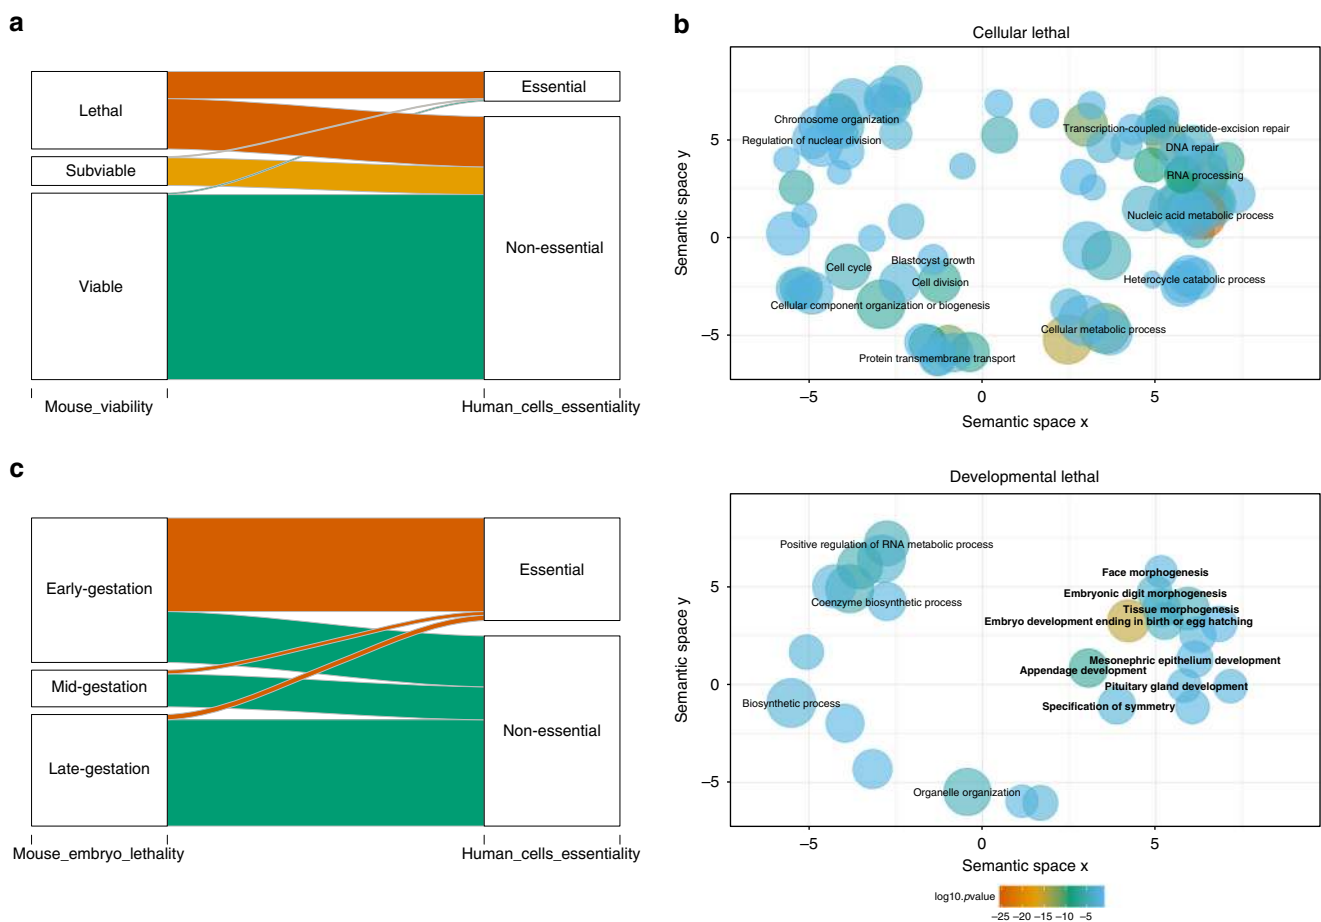 a
Lethal
Subviable
Viable
Essential
Non-essential
Mouse_viability
Human_cells_essentiality
b
Cellular lethal
Semantic space y
5
0
–5
Chromosome organization
Regulation of nuclear division
Transcription-coupled nucleotide-excision repair
DNA repair
RNA processing
Nucleic acid metabolic process
Cell cycle
Blastocyst growth
Cell division
Heterocycle catabolic process
Cellular component organization or biogenesis
Cellular metabolic process
Protein transmembrane transport
–5
0
5
Semantic space x
c
Early-gestation
Mid-gestation
Late-gestation
Essential
Non-essential
Mouse_embryo_lethality
Human_cells_essentiality
Developmental lethal
Semantic space y
5
0
–5
Positive regulation of RNA metabolic process
Coenzyme biosynthetic process
Face morphogenesis
Embryonic digit morphogenesis
Tissue morphogenesis
Embryo development ending in birth or egg hatching
Mesonephric epithelium development
Appendage development
Pituitary gland development
Specification of symmetry
Biosynthetic process
Organelle organization
–5
0
5
Semantic space x
log10.pvalue
–25 –20 –15 –10 –5